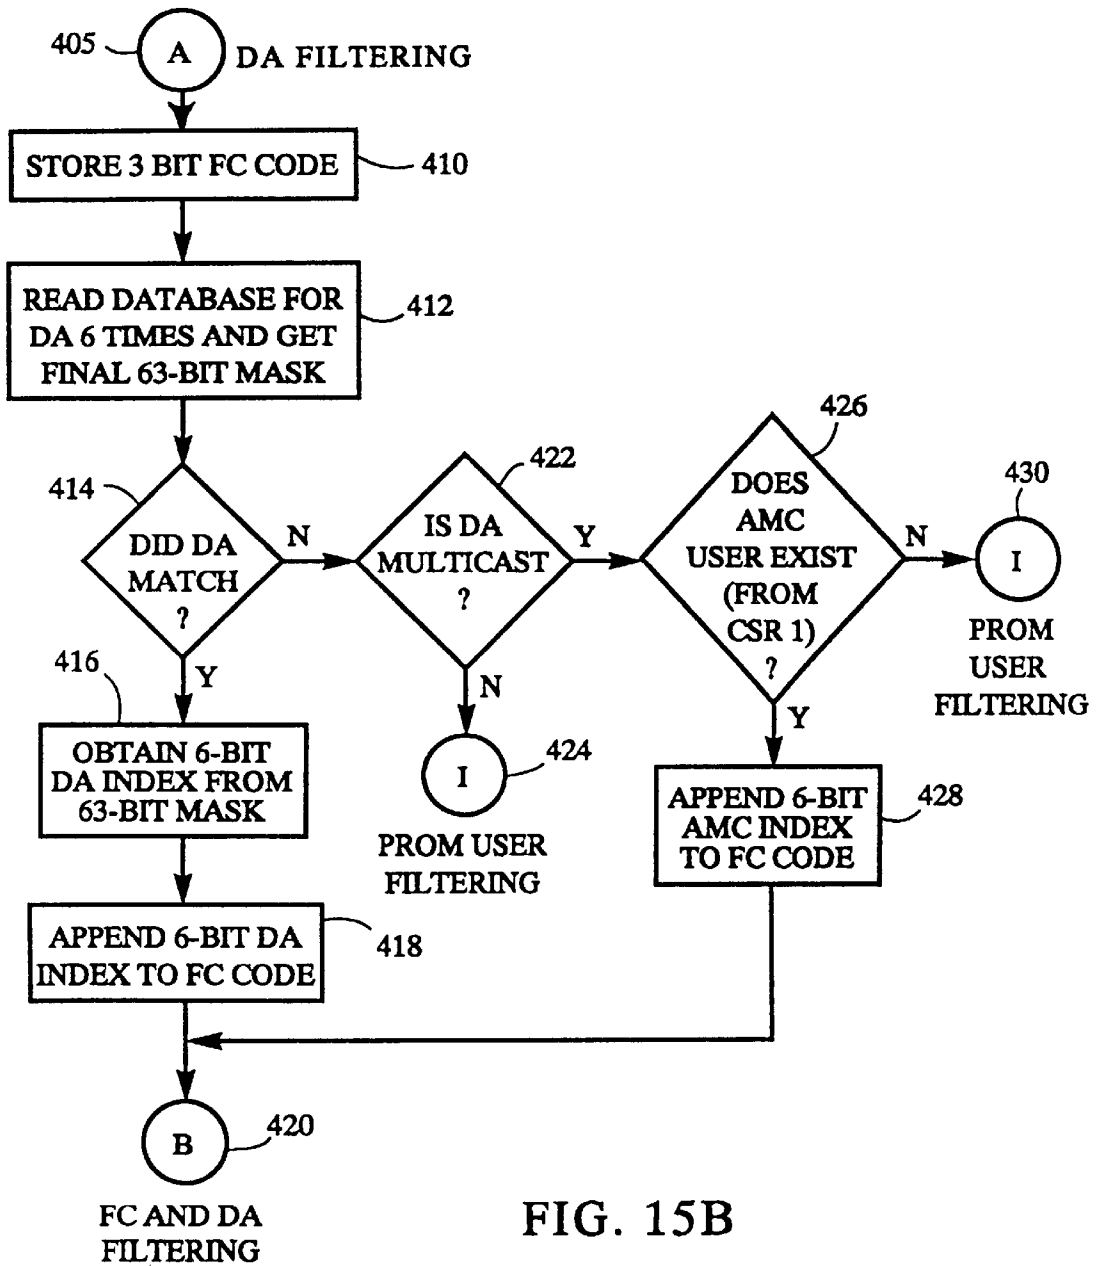 405
A
DA FILTERING
STORE 3 BIT FC CODE
410
READ DATABASE FOR
DA 6 TIMES AND GET
FINAL 63-BIT MASK
412
414
DID DA
MATCH
?
N
Y
422
IS DA
MULTICAST
?
Y
N
426
DOES
AMC
USER EXIST
(FROM
CSR 1)
?
N
Y
430
I
PROM
USER
FILTERING
416
OBTAIN 6-BIT
DA INDEX FROM
63-BIT MASK
I
424
PROM USER
FILTERING
APPEND 6-BIT
AMC INDEX
TO FC CODE
428
APPEND 6-BIT DA
INDEX TO FC CODE
418
B
420
FC AND DA
FILTERING
FIG. 15B